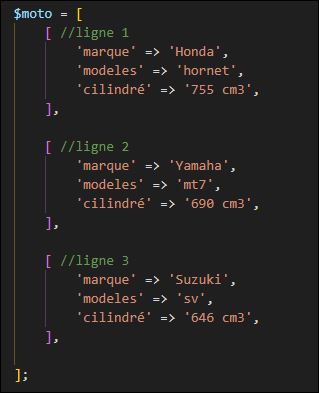 $moto = [
[ //ligne 1
'marque' => 'Honda',
'modeles' => 'hornet',
'cilindré' => '755 cm3',
],
[ //ligne 2
'marque' => 'Yamaha',
'modeles' => 'mt7',
'cilindré' => '690 cm3',
],
[ //ligne 3
'marque' => 'Suzuki',
'modeles' => 'sv',
'cilindré' => '646 cm3',
],
];